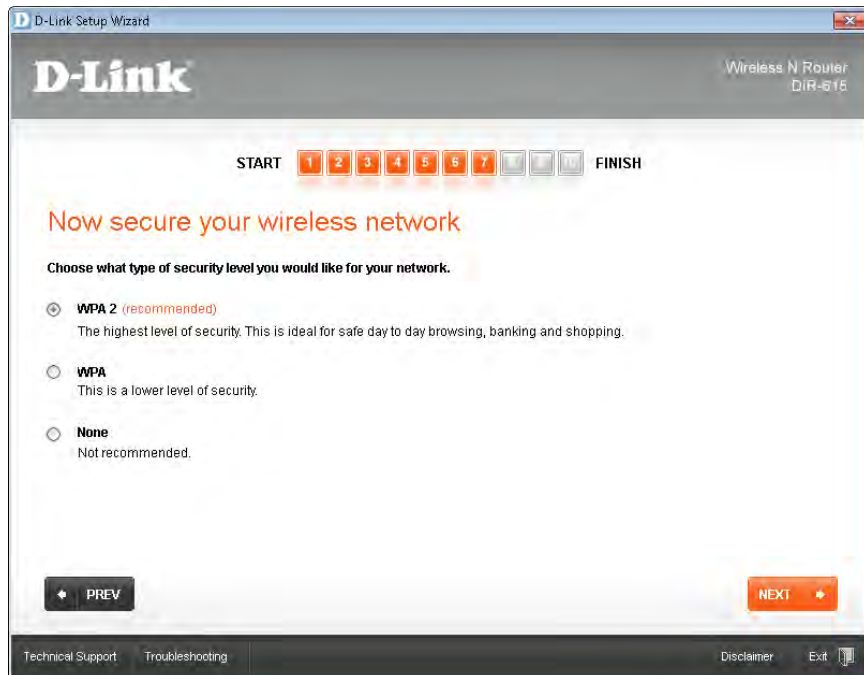 D D-Link Setup Wizard
D-Link
Wireless N Router
DIR-615
START 1 2 3 4 5 6 7 8 9 10 FINISH
Now secure your wireless network
Choose what type of security level you would like for your network.
WPA 2 (recommended)
The highest level of security. This is ideal for safe day to day browsing, banking and shopping.
WPA
This is a lower level of security.
None
Not recommended.
PREV
NEXT
Technical Support Troubleshooting Disclaimer Exit